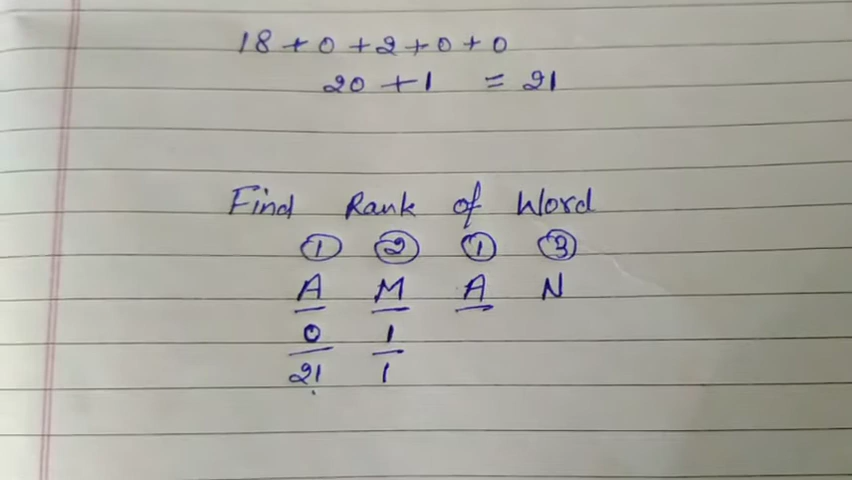 18 + 0 + 2 + 0 + 0
20 + 1 = 21
Find Rank of Word
① ② ① ③
A M A N
0 1
21 1